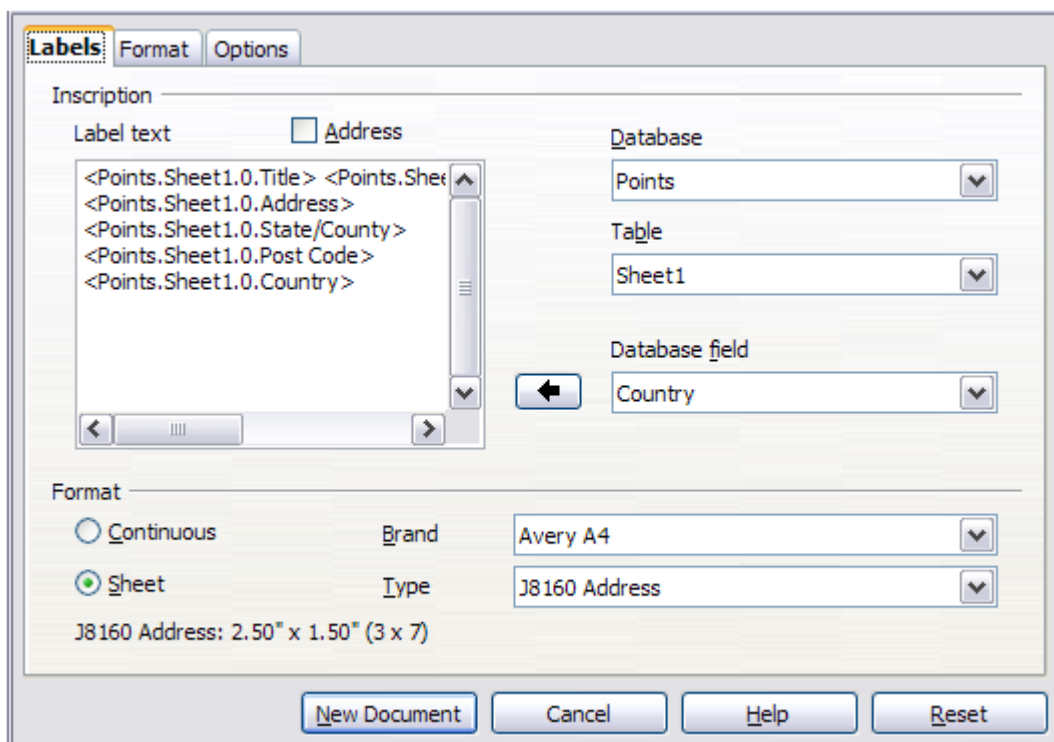 Labels Format Options
Inscription
Label text Address
<Points.Sheet1.0.Title> <Points.Shee
<Points.Sheet1.0.Address>
<Points.Sheet1.0.State/County>
<Points.Sheet1.0.Post Code>
<Points.Sheet1.0.Country>
Database
Points
Table
Sheet1
Database field
Country
Format
Continuous Brand Avery A4
Sheet Type J8160 Address
J8160 Address: 2.50" x 1.50" (3 x 7)
New Document Cancel Help Reset